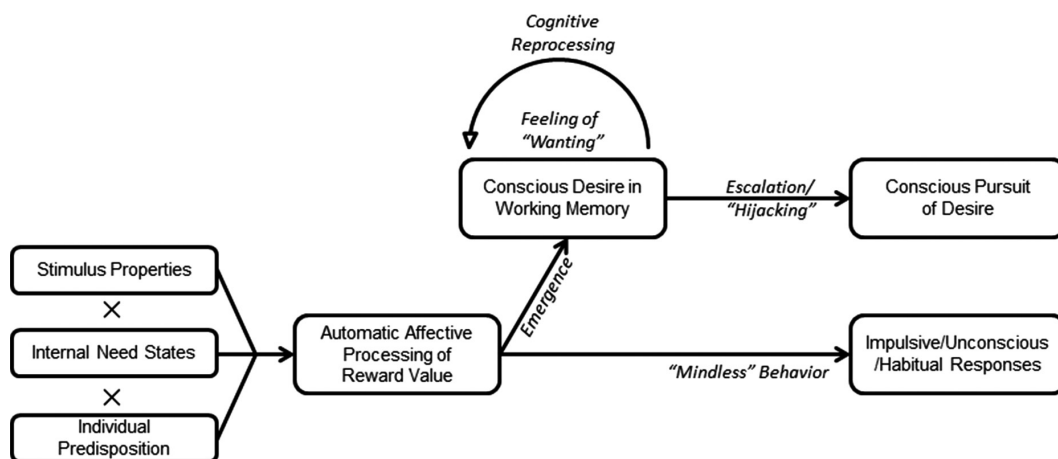 Cognitive
Reprocessing
Feeling of
“Wanting”
Conscious Desire in
Working Memory
Escalation/
“Hijacking”
Conscious Pursuit
of Desire
Emergence
Stimulus Properties
×
Internal Need States
×
Individual
Predisposition
Automatic Affective
Processing of
Reward Value
“Mindless” Behavior
Impulsive/Unconscious
/Habitual Responses